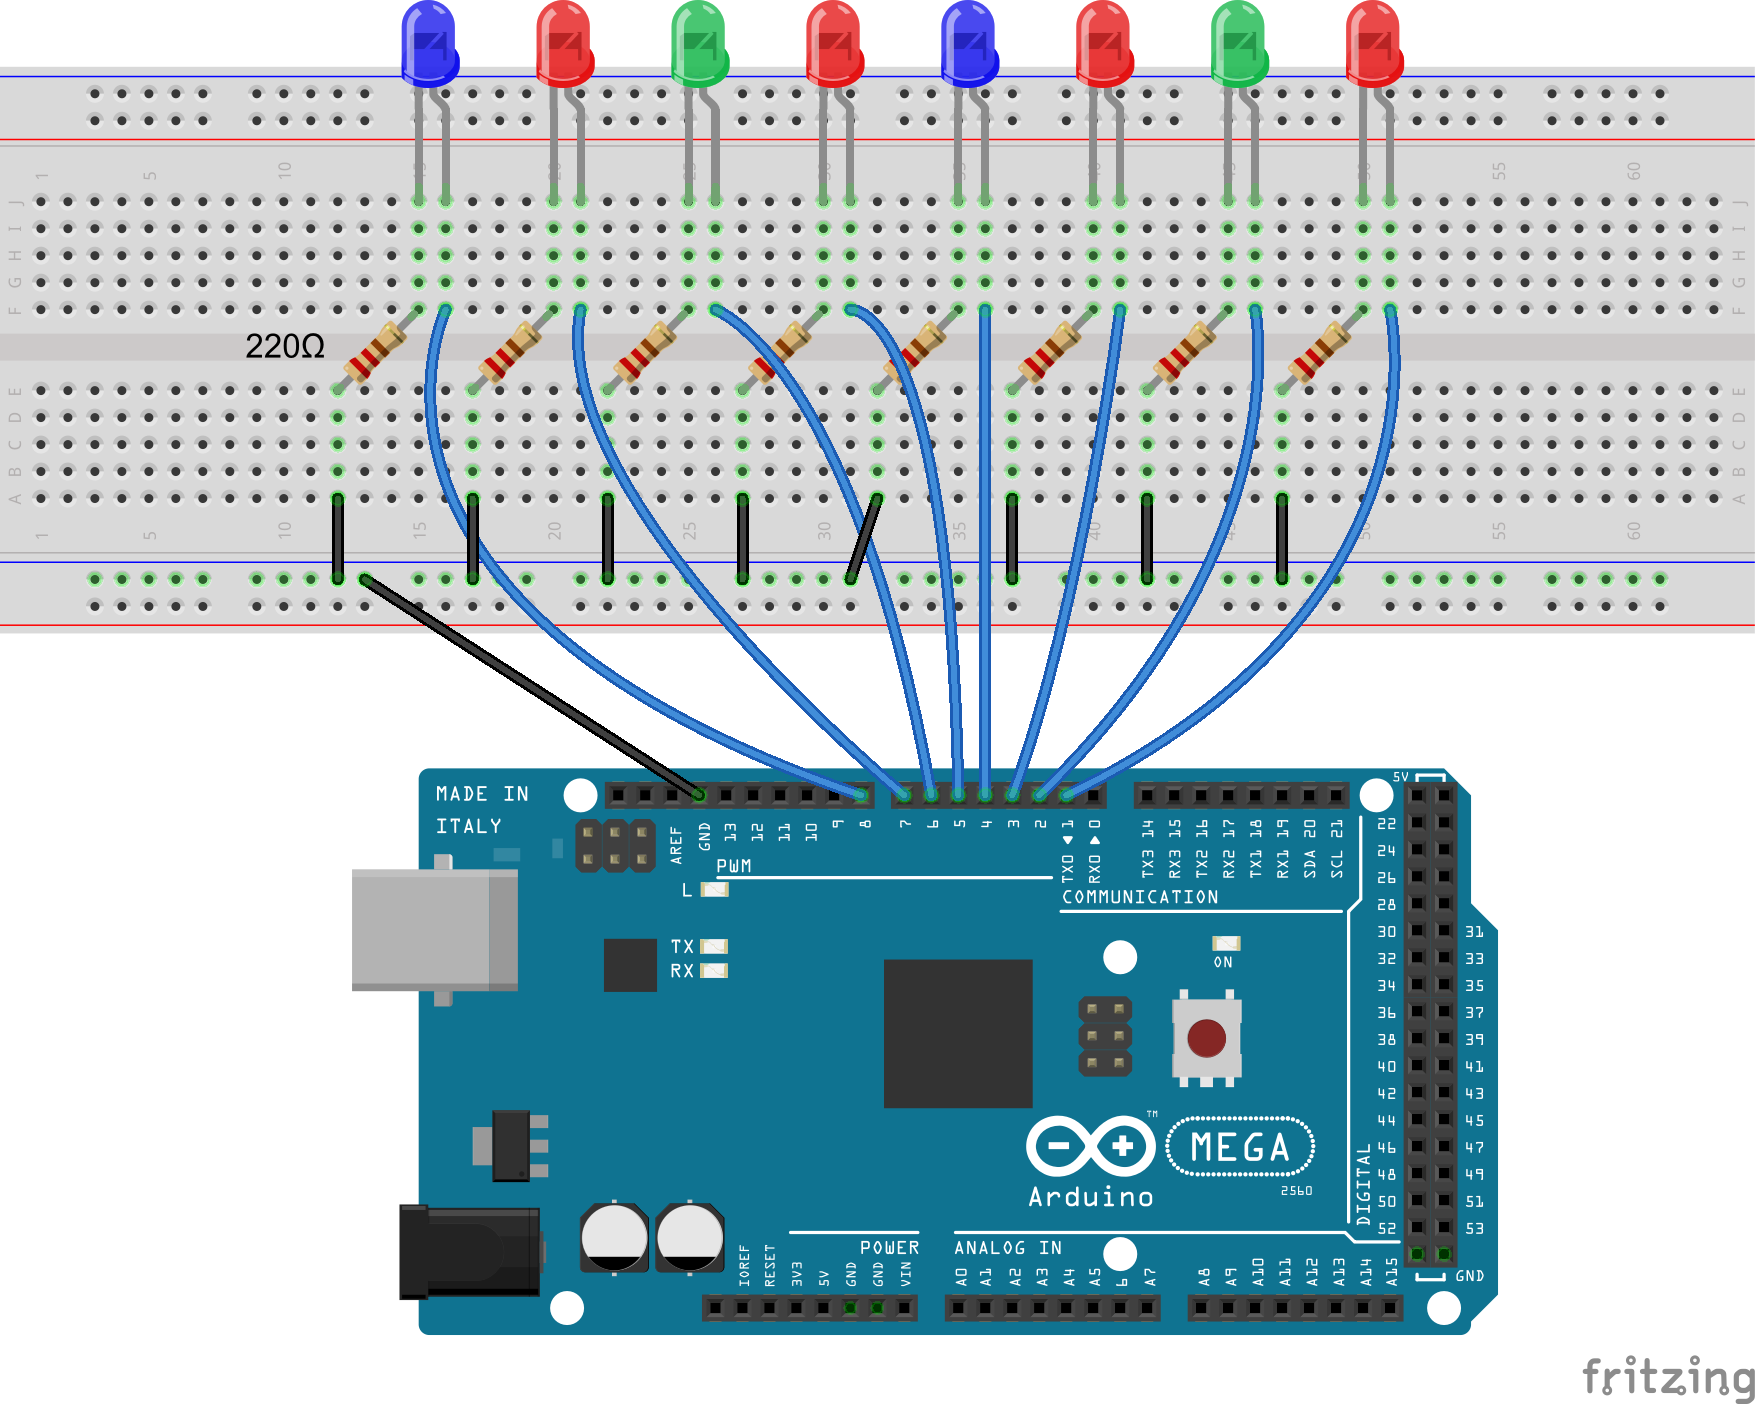 1 5 10 15 20 25 30 35 40 45 50 55 60
J J
I I
H H
G G
F F
220Ω
E E
D D
C C
B B
A A
1 5 10 15 20 25 30 35 40 45 50 55 60
MADE IN
ITALY
AREF
GND
13
12
11
10
9
8
7
6
5
4
3
2
TX0 ▶ 1
RX0 ◀ 0
TX3 14
RX3 15
TX2 16
RX2 17
TX1 18
RX1 19
SDA 20
SCL 21
PWM
COMMUNICATION
L
TX
RX
ON
5V
22
24
26
28
30 31
32 33
34 35
36 37
38 39
40 41
42 43
44 45
46 47
48 49
50 51
52 53
GND
DIGITAL
TM
MEGA
Arduino
2560
POWER
ANALOG IN
IOREF
RESET
3V3
5V
GND
GND
VIN
A0
A1
A2
A3
A4
A5
6
A7
A8
A9
A10
A11
A12
A13
A14
A15
fritzing